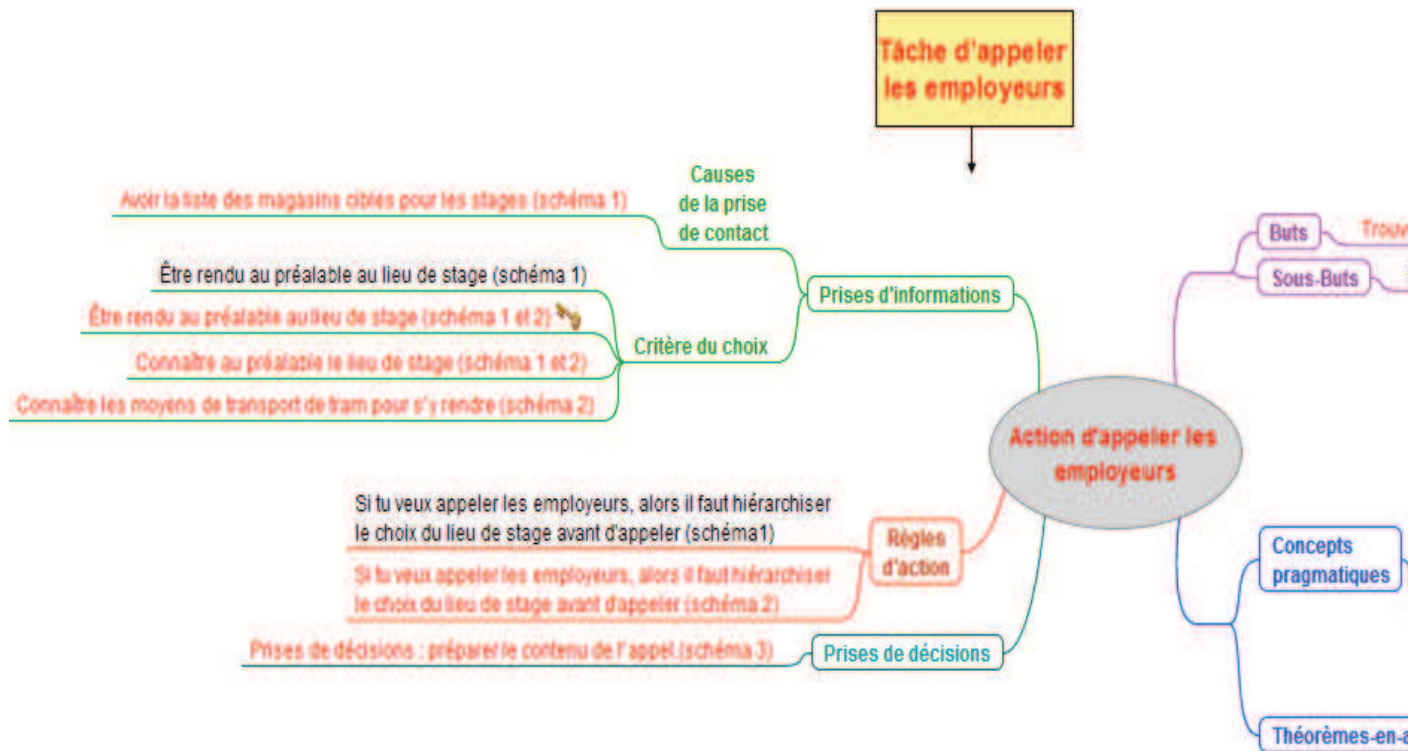 Tâche d'appeler
les employeurs
Causes
de la prise
de contact
Avoir la liste des magasins cibles pour les stages (schéma 1)
Être rendu au préalable au lieu de stage (schéma 1)
Être rendu au préalable au lieu de stage (schéma 1 et 2)
Connaître au préalable le lieu de stage (schéma 1 et 2)
Connaître les moyens de transport de tram pour s'y rendre (schéma 2)
Critère du choix
Prises d'informations
Buts
Trouv
Sous-Buts
Action d'appeler les
employeurs
Si tu veux appeler les employeurs, alors il faut hiérarchiser
le choix du lieu de stage avant d'appeler (schéma1)
Si tu veux appeler les employeurs, alors il faut hiérarchiser
le choix du lieu de stage avant d'appeler (schéma 2)
Règles
d'action
Prises de décisions : préparer le contenu de l'appel.(schéma 3)
Prises de décisions
Concepts
pragmatiques
Théorèmes-en-a